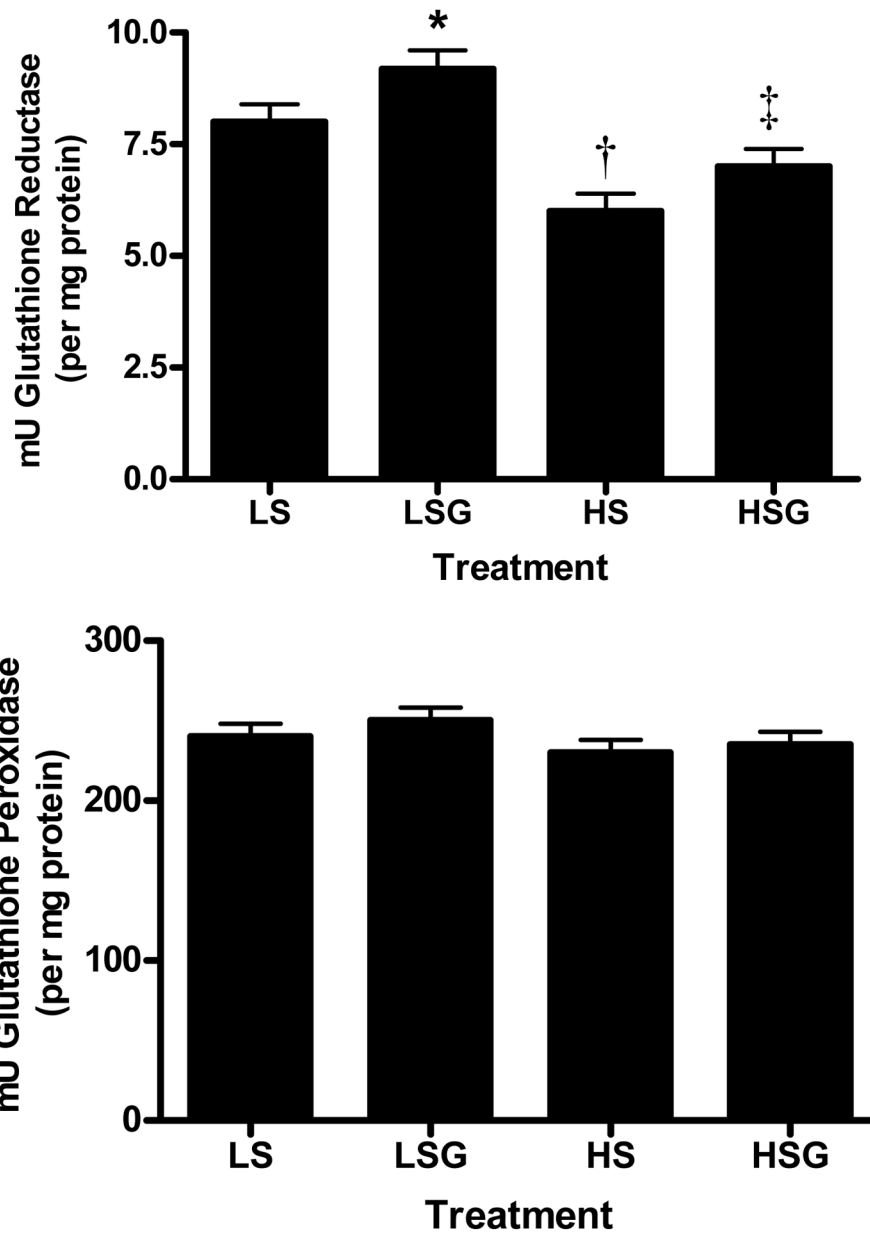 mU Glutathione Reductase
(per mg protein)
10.0
7.5
5.0
2.5
0.0
*
†
‡
LS LSG HS HSG
Treatment
mU Glutathione Peroxidase
(per mg protein)
300
200
100
0
LS LSG HS HSG
Treatment